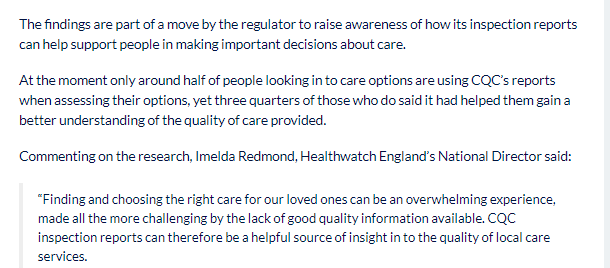 The findings are part of a move by the regulator to raise awareness of how its inspection reports
can help support people in making important decisions about care.
At the moment only around half of people looking in to care options are using CQC's reports
when assessing their options, yet three quarters of those who do said it had helped them gain a
better understanding of the quality of care provided.
Commenting on the research, Imelda Redmond, Healthwatch England's National Director said:
"Finding and choosing the right care for our loved ones can be an overwhelming experience,
made all the more challenging by the lack of good quality information available. CQC
inspection reports can therefore be a helpful source of insight in to the quality of local care
services.